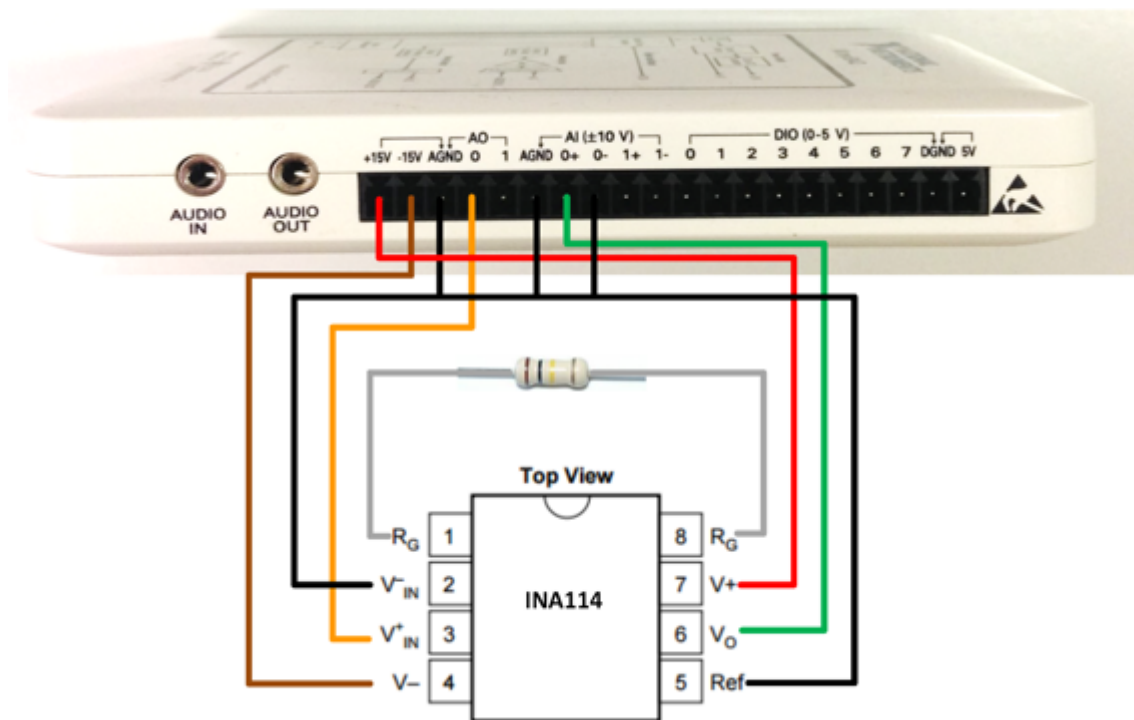 AO AI (±10 V) DIO (0-5 V)
+15V -15V AGND 0 1 AGND 0+ 0- 1+ 1- 0 1 2 3 4 5 6 7 DGND 5V
AUDIO IN
AUDIO OUT
Top View
RG 1 8 RG
V⁻IN 2 7 V+
INA114
V⁺IN 3 6 VO
V– 4 5 Ref